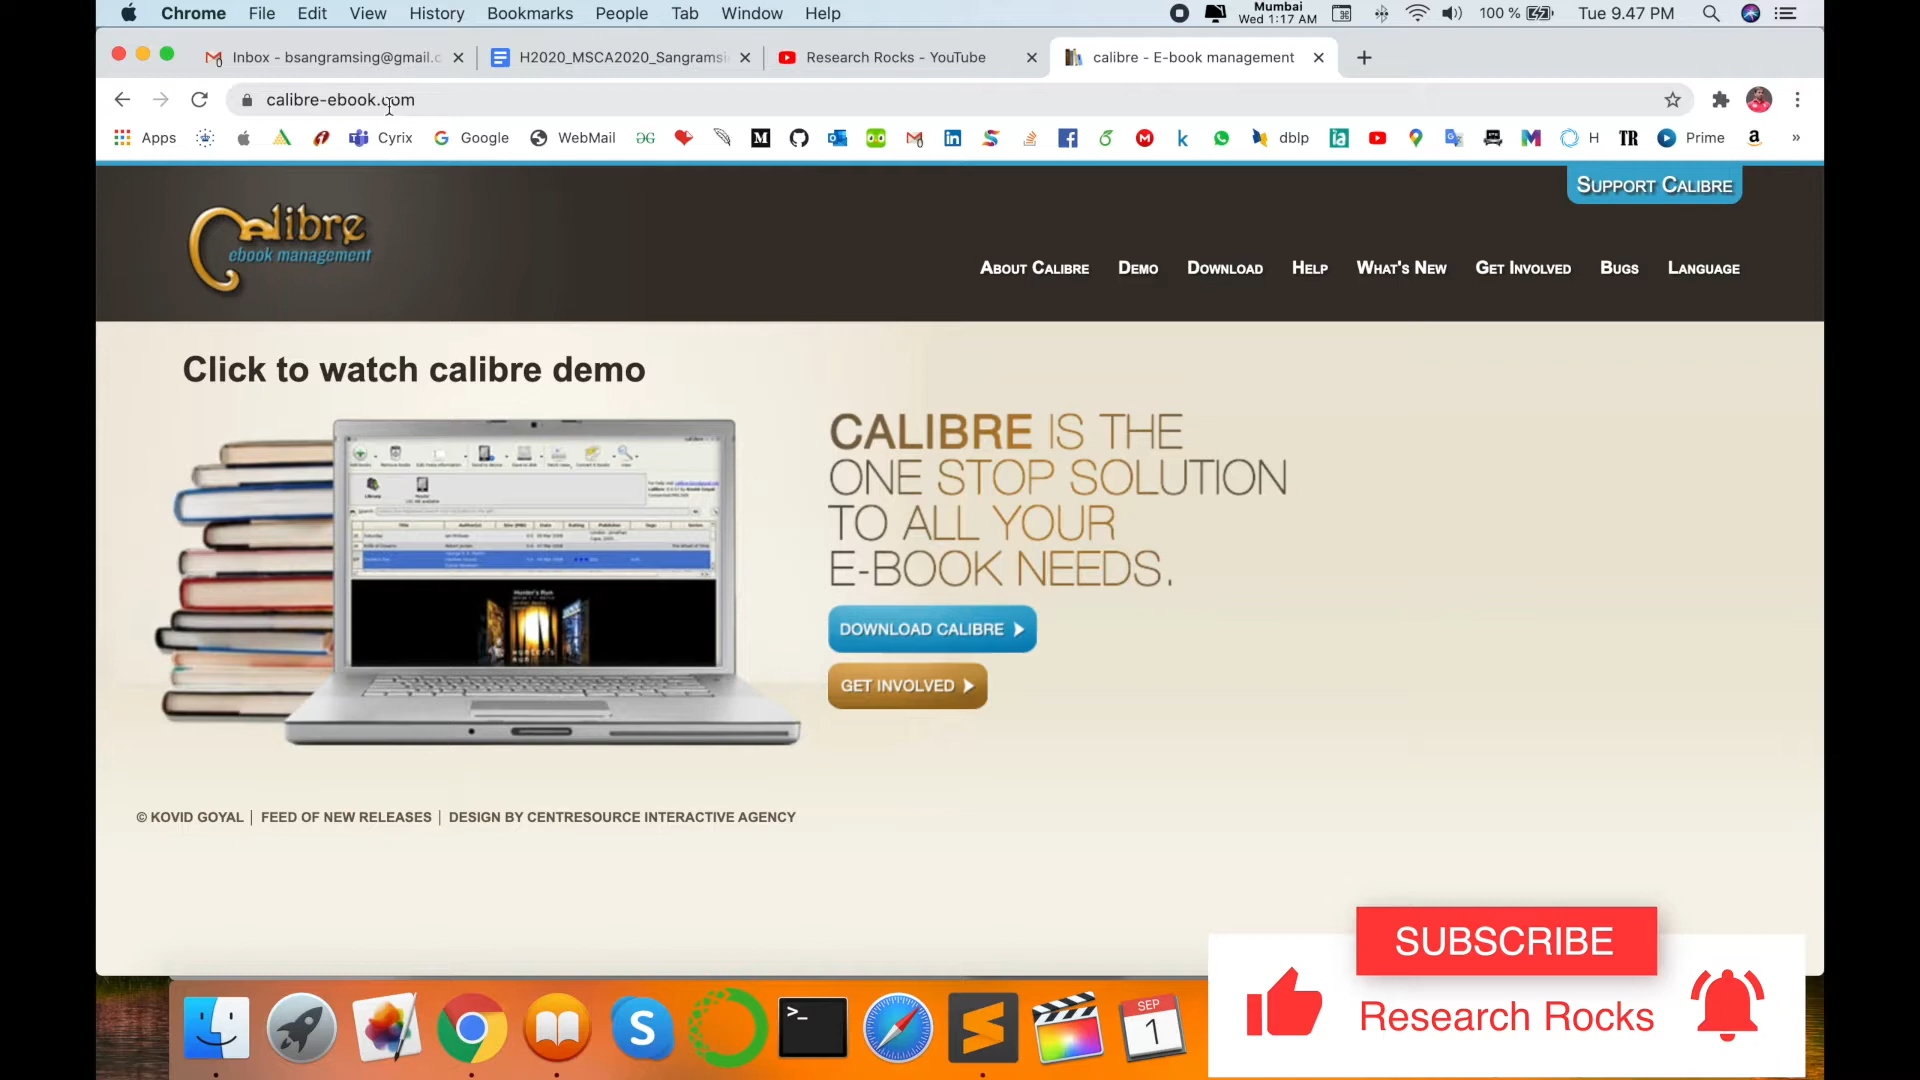 Chrome File Edit View History Bookmarks People Tab Window Help
Mumbai
Wed 1:17 AM
100 %
Tue 9.47 PM
Inbox - bsangramsing@gmail.c
H2020_MSCA2020_Sangramsi
Research Rocks - YouTube
calibre - E-book management
calibre-ebook.com
Apps Cyrix Google WebMail dblp H TR Prime
SUPPORT CALIBRE
Calibre
ebook management
ABOUT CALIBRE DEMO DOWNLOAD HELP WHAT'S NEW GET INVOLVED BUGS LANGUAGE
Click to watch calibre demo
CALIBRE IS THE
ONE STOP SOLUTION
TO ALL YOUR
E-BOOK NEEDS.
DOWNLOAD CALIBRE
GET INVOLVED
© KOVID GOYAL | FEED OF NEW RELEASES | DESIGN BY CENTRESOURCE INTERACTIVE AGENCY
SUBSCRIBE
Research Rocks
SEP
1